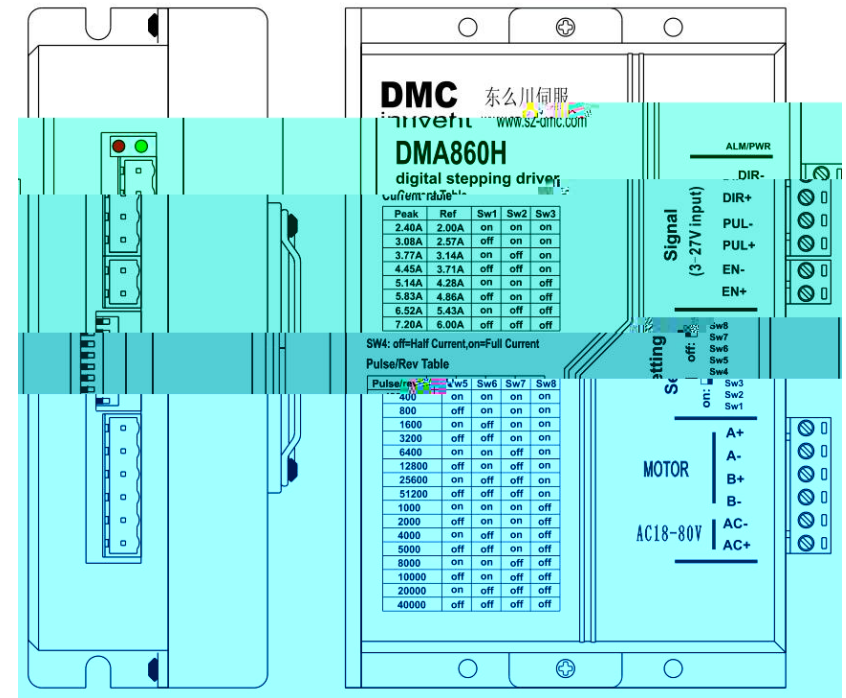 DMC 东么川伺服
www.sz-dmc.com
DMA860H
digital stepping driver
Current Table
Peak Ref Sw1 Sw2 Sw3
2.40A 2.00A on on on
3.08A 2.57A off on on
3.77A 3.14A on off on
4.45A 3.71A off off on
5.14A 4.28A on on off
5.83A 4.86A off on off
6.52A 5.43A on off off
7.20A 6.00A off off off
SW4: off=Half Current,on=Full Current
Pulse/Rev Table
Pulse/rev Sw6 Sw7 Sw8
400 on on on on
800 off on on on
1600 on off on on
3200 off off on on
6400 on on off on
12800 off on off on
25600 on off off on
51200 off off off on
1000 on on on off
2000 off on on off
4000 on off on off
5000 off off on off
8000 on on off off
10000 off on off off
20000 on off off off
40000 off off off off
ALM/PWR
DIR-
DIR+
PUL-
PUL+
EN-
EN+
Signal
(3-27V input)
off:
on:
Sw8
Sw7
Sw6
Sw5
Sw4
Sw3
Sw2
Sw1
MOTOR
A+
A-
B+
B-
AC18-80V
AC-
AC+